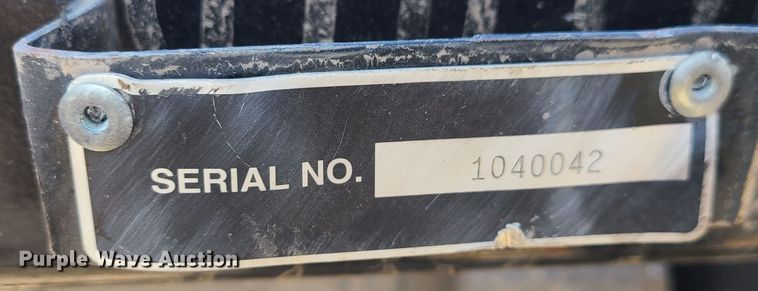 SERIAL NO. 1040042
Purple Wave Auction